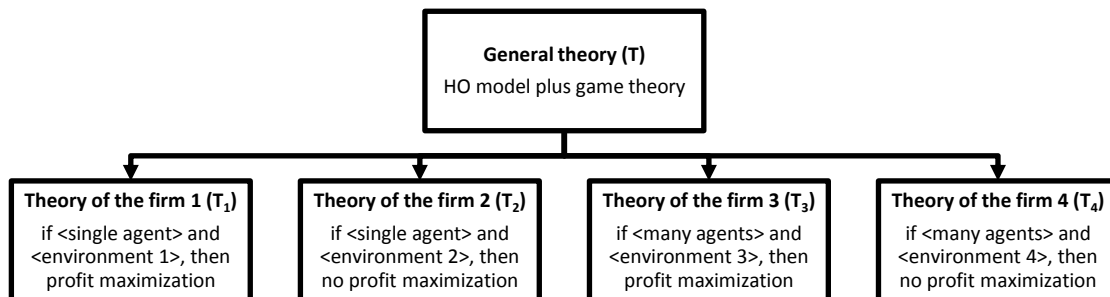 General theory (T)
HO model plus game theory
Theory of the firm 1 (T₁)
if <single agent> and
<environment 1>, then
profit maximization
Theory of the firm 2 (T₂)
if <single agent> and
<environment 2>, then
no profit maximization
Theory of the firm 3 (T₃)
if <many agents> and
<environment 3>, then
profit maximization
Theory of the firm 4 (T₄)
if <many agents> and
<environment 4>, then
no profit maximization